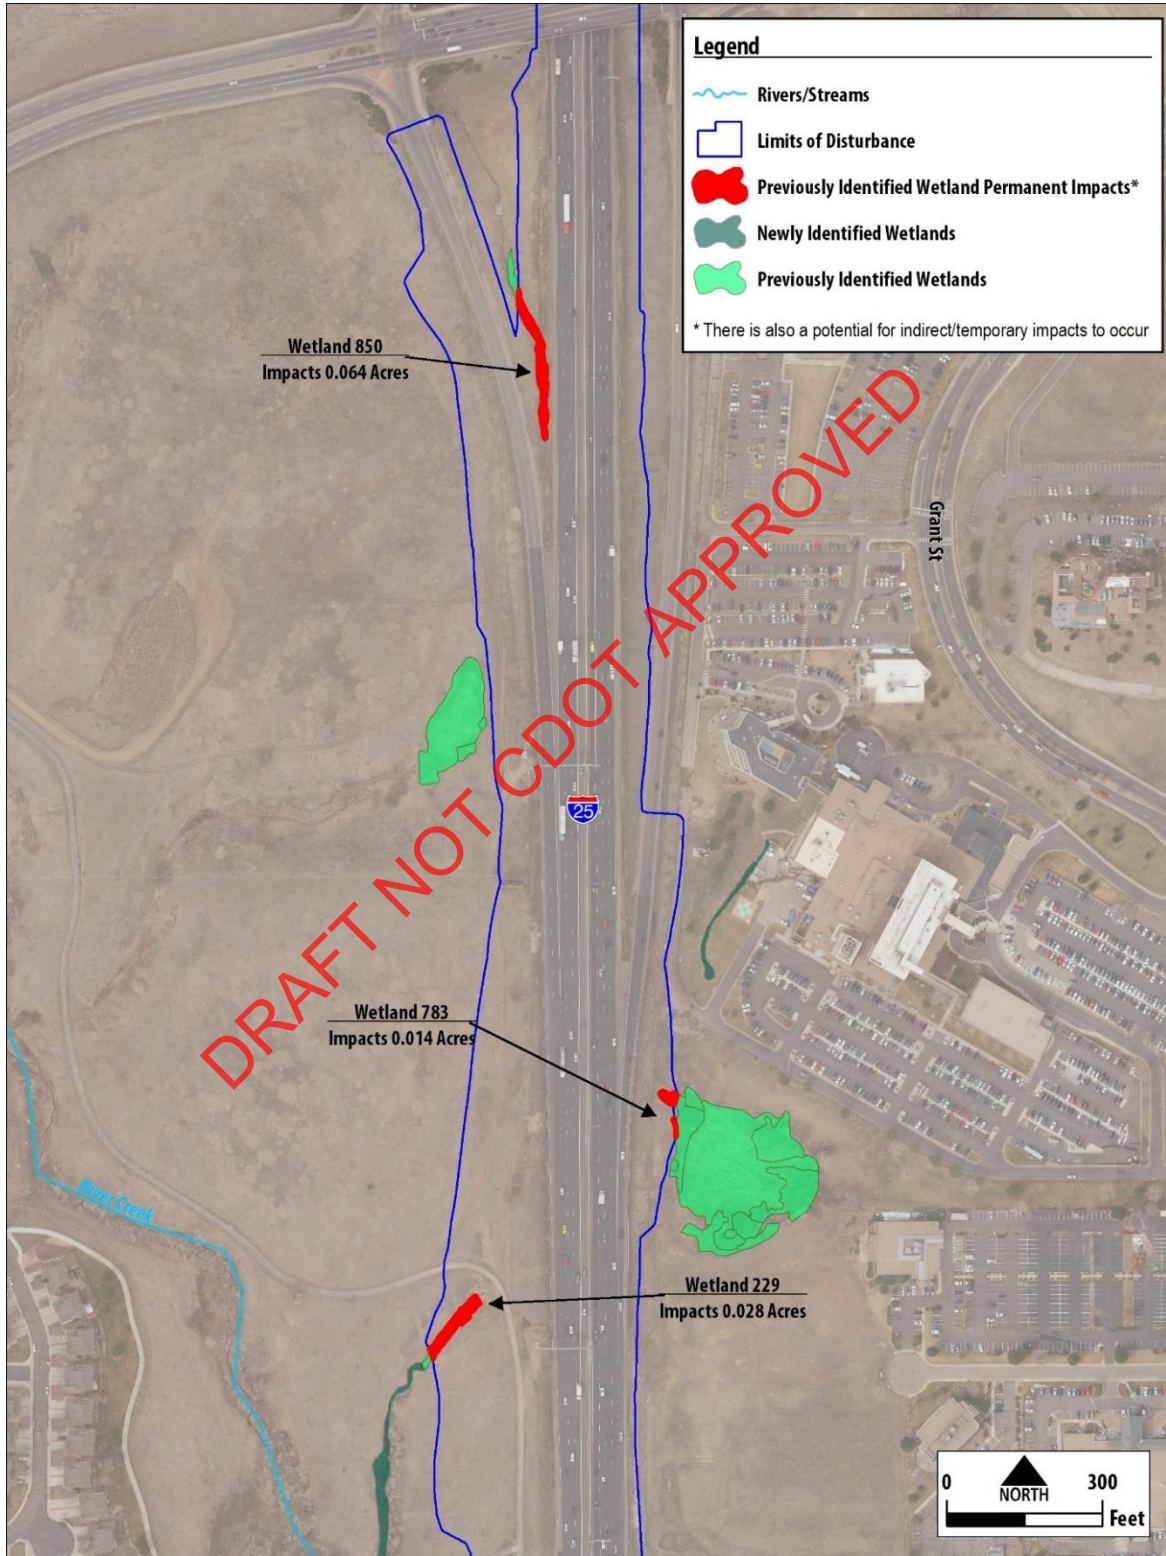 Legend
Rivers/Streams
Limits of Disturbance
Previously Identified Wetland Permanent Impacts*
Newly Identified Wetlands
Previously Identified Wetlands
* There is also a potential for indirect/temporary impacts to occur
Wetland 850
Impacts 0.064 Acres
Grant St
DRAFT NOT CDOT APPROVED
25
Wetland 783
Impacts 0.014 Acres
Niver Creek
Wetland 229
Impacts 0.028 Acres
0 300
NORTH
Feet